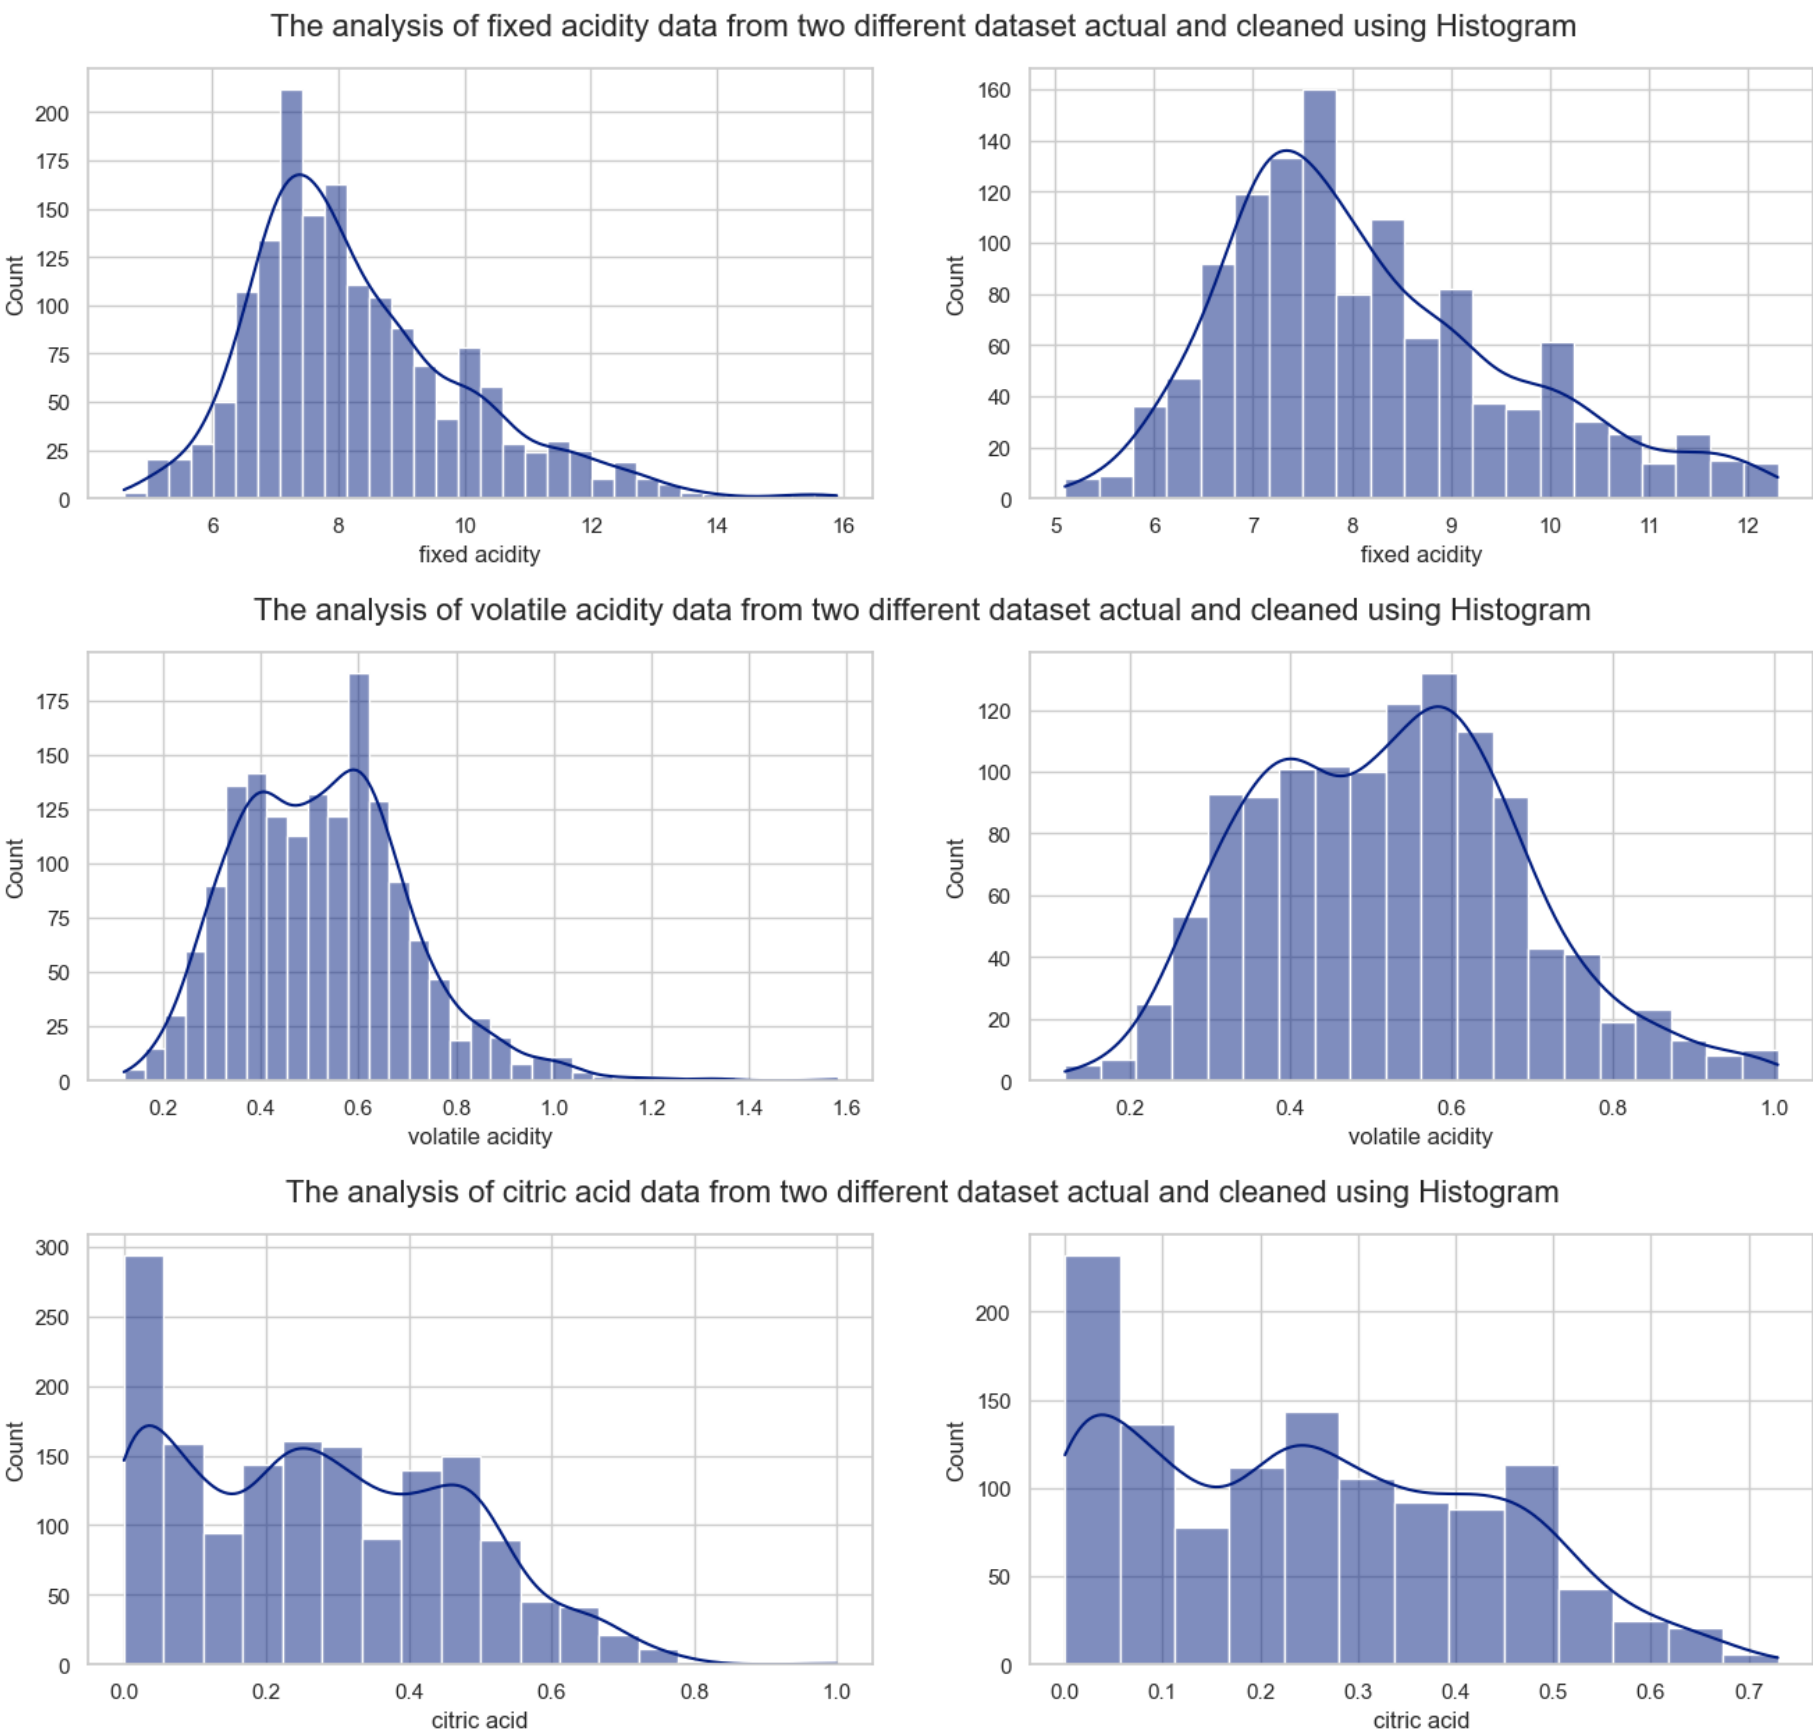 The analysis of fixed acidity data from two different dataset actual and cleaned using Histogram
200
175
150
125
100
75
50
25
0
Count
6 8 10 12 14 16
fixed acidity
160
140
120
100
80
60
40
20
0
Count
5 6 7 8 9 10 11 12
fixed acidity
The analysis of volatile acidity data from two different dataset actual and cleaned using Histogram
175
150
125
100
75
50
25
0
Count
0.2 0.4 0.6 0.8 1.0 1.2 1.4 1.6
volatile acidity
120
100
80
60
40
20
0
Count
0.2 0.4 0.6 0.8 1.0
volatile acidity
The analysis of citric acid data from two different dataset actual and cleaned using Histogram
300
250
200
150
100
50
0
Count
0.0 0.2 0.4 0.6 0.8 1.0
citric acid
200
150
100
50
0
Count
0.0 0.1 0.2 0.3 0.4 0.5 0.6 0.7
citric acid